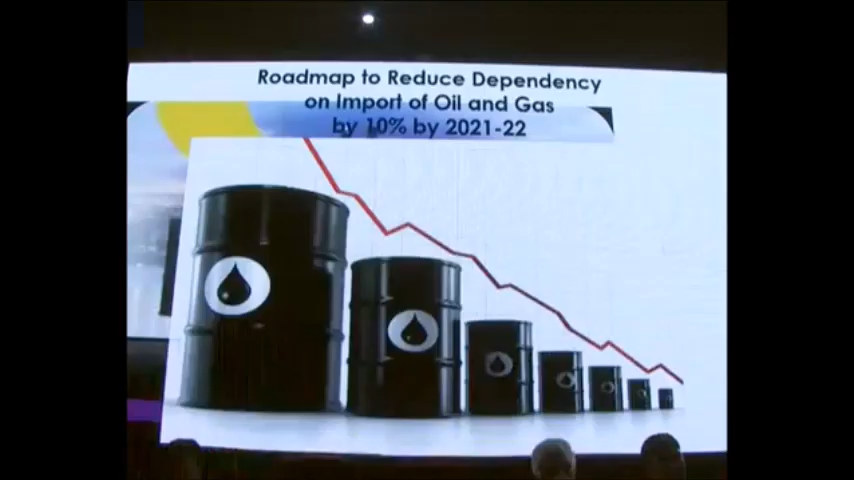 Roadmap to Reduce Dependency
on Import of Oil and Gas
by 10% by 2021-22